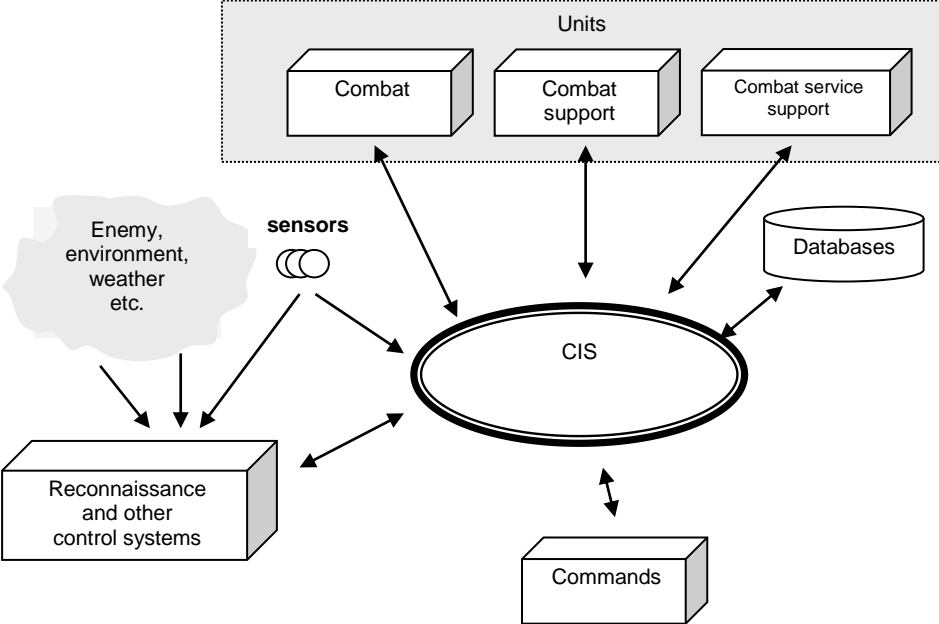 Units
Combat
Combat
support
Combat service
support
Enemy,
environment,
weather
etc.
sensors
Databases
CIS
Reconnaissance
and other
control systems
Commands